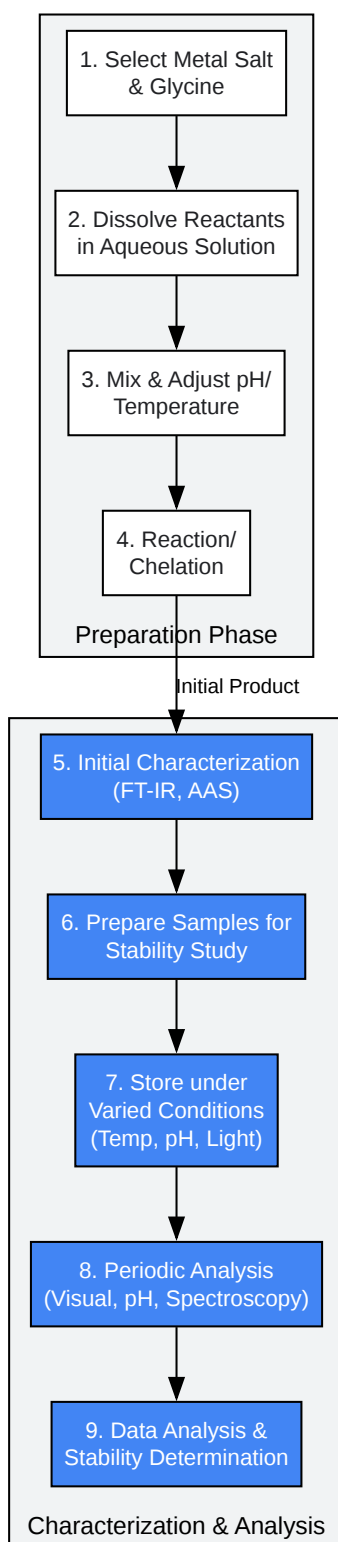 1. Select Metal Salt
& Glycine
2. Dissolve Reactants
in Aqueous Solution
3. Mix & Adjust pH/
Temperature
4. Reaction/
Chelation
Preparation Phase
Initial Product
5. Initial Characterization
(FT-IR, AAS)
6. Prepare Samples for
Stability Study
7. Store under
Varied Conditions
(Temp, pH, Light)
8. Periodic Analysis
(Visual, pH, Spectroscopy)
9. Data Analysis &
Stability Determination
Characterization & Analysis